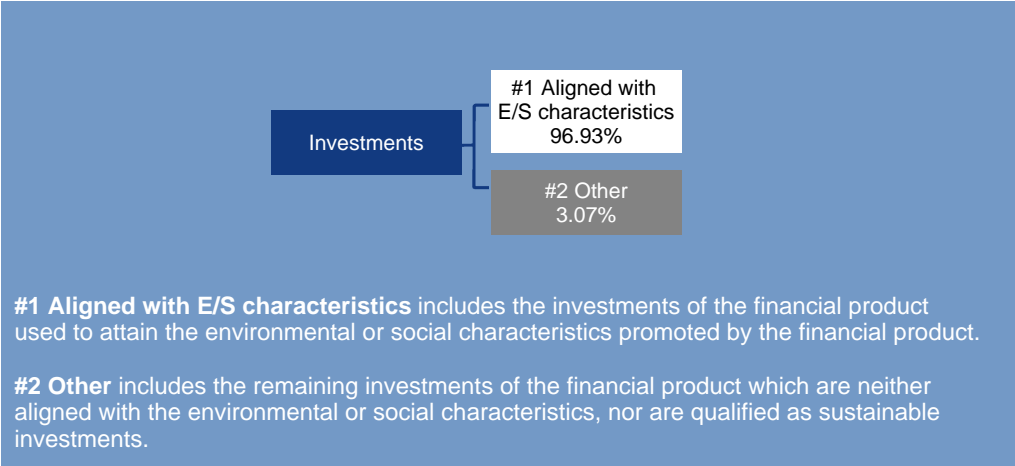 Investments
#1 Aligned with
E/S characteristics
96.93%
#2 Other
3.07%
#1 Aligned with E/S characteristics includes the investments of the financial product
used to attain the environmental or social characteristics promoted by the financial product.
#2 Other includes the remaining investments of the financial product which are neither
aligned with the environmental or social characteristics, nor are qualified as sustainable
investments.